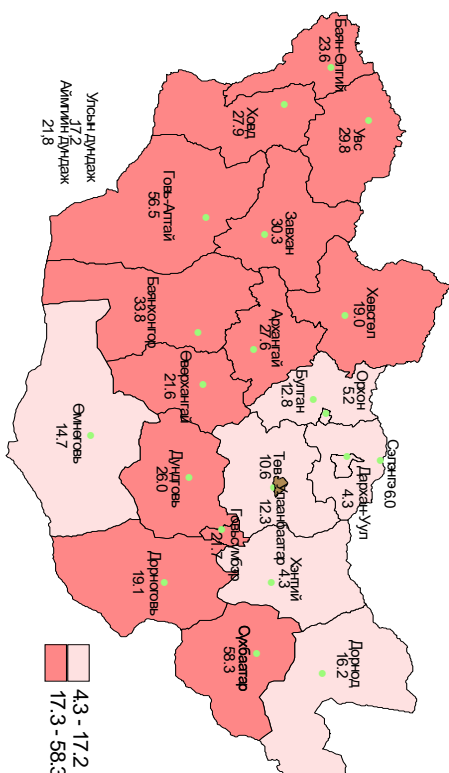 Баян-Өлгий
23.6
Увс
29.8
Ховд
27.9
Говь-Алтай
56.5
Завхан
30.3
Хөвсгөл
19.0
Баянхонгор
33.8
Архангай
27.6
Өверхангай
21.6
Булган
12.8
Орхон
5.2
Сэлэнгэ 6.0
Дархан-Уул
4.3
Төв
10.6
Улаанбаатар
12.3
Хэнтий
4.3
Говьсүмбэр
21.7
Дундговь
26.0
Өмнөговь
14.7
Дорноговь
19.1
Сүхбаатар
58.3
Дорнод
16.2
Улсын дундаж
17.2
Аймгийн дундаж
21,8
4.3 - 17.2
17.3 - 58.3